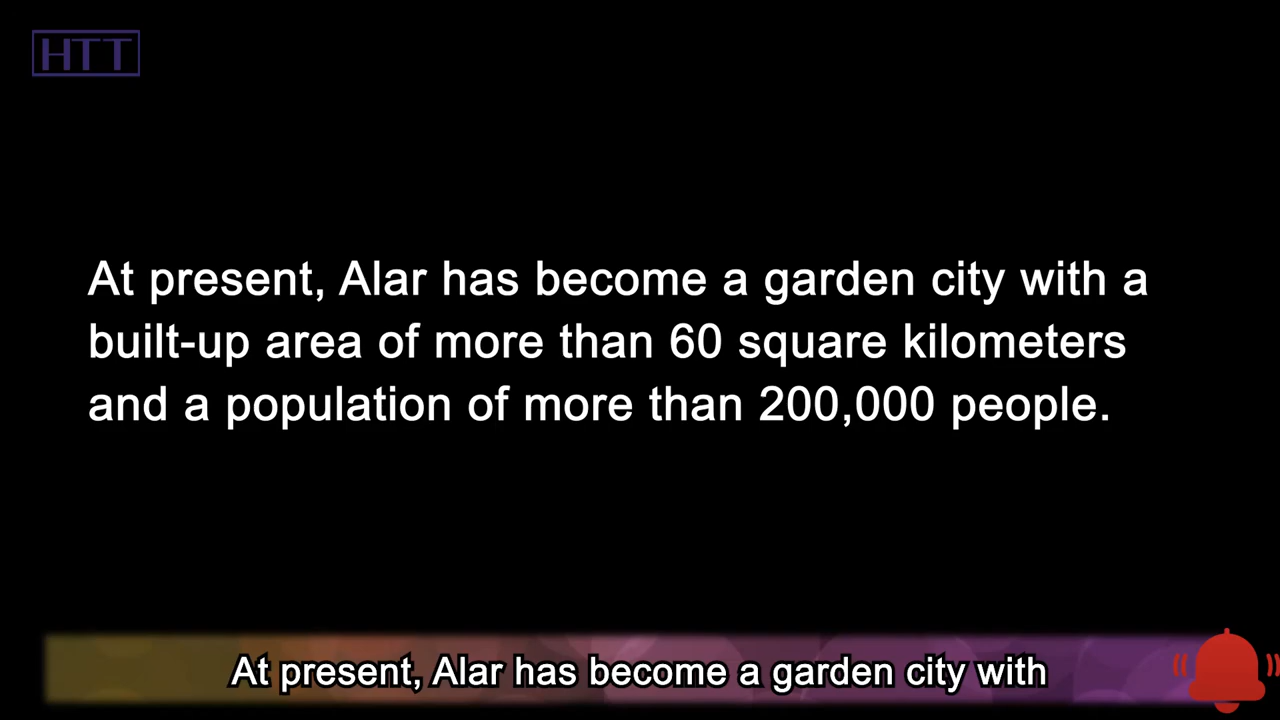 HTT
At present, Alar has become a garden city with a
built-up area of more than 60 square kilometers
and a population of more than 200,000 people.
At present, Alar has become a garden city with